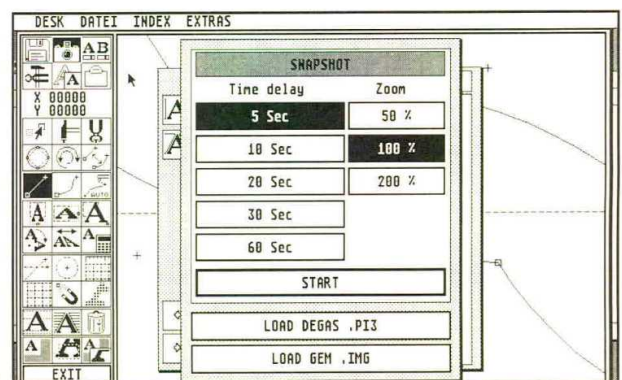 DESK DATEI INDEX EXTRAS
AB
A
X 00000
Y 00000
AUTO
A A A
A A A
A A
A A
EXIT
A
A
SNAPSHOT
Time delay Zoom
5 Sec 50 %
10 Sec 100 %
20 Sec 200 %
30 Sec
60 Sec
START
LOAD DEGAS .PI3
LOAD GEM .IMG